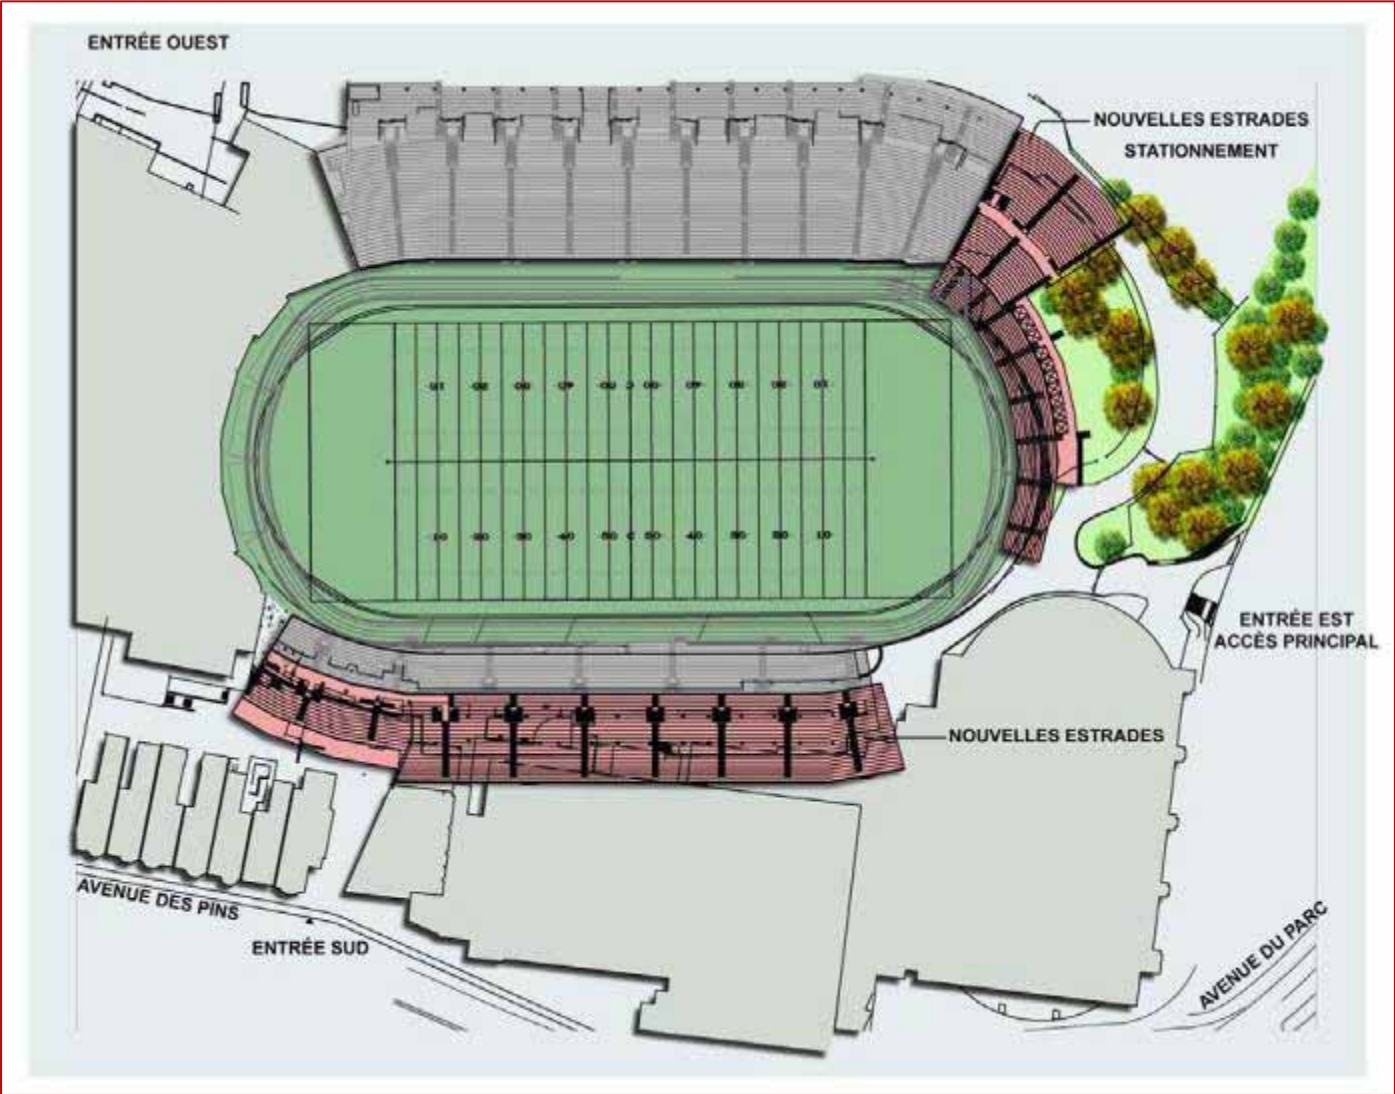 ENTRÉE OUEST
NOUVELLES ESTRADES
STATIONNEMENT
ENTRÉE EST
ACCÈS PRINCIPAL
NOUVELLES ESTRADES
AVENUE DES PINS
ENTRÉE SUD
AVENUE DU PARC